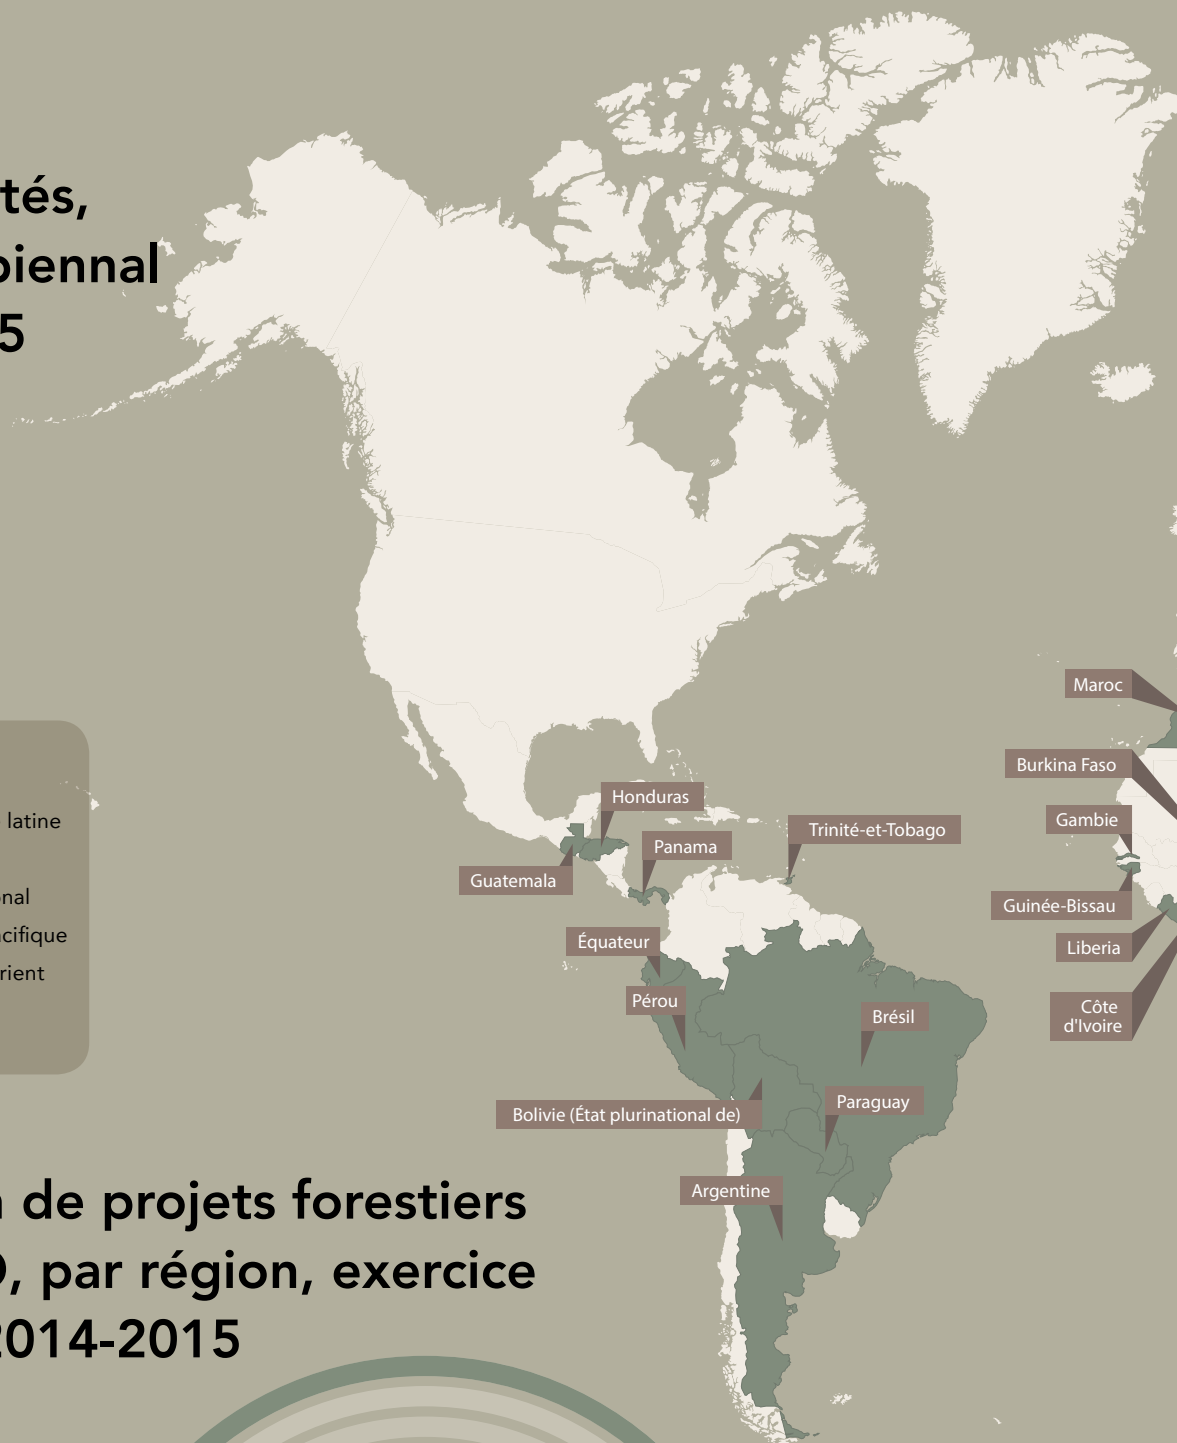 tés,
biennal
5
latine
nal
cifique
rient
Maroc
Burkina Faso
Gambie
Guinée-Bissau
Liberia
Côte
d'Ivoire
Honduras
Trinité-et-Tobago
Panama
Guatemala
Équateur
Pérou
Brésil
Paraguay
Bolivie (État plurinational de)
Argentine
de projets forestiers
, par région, exercice
2014-2015